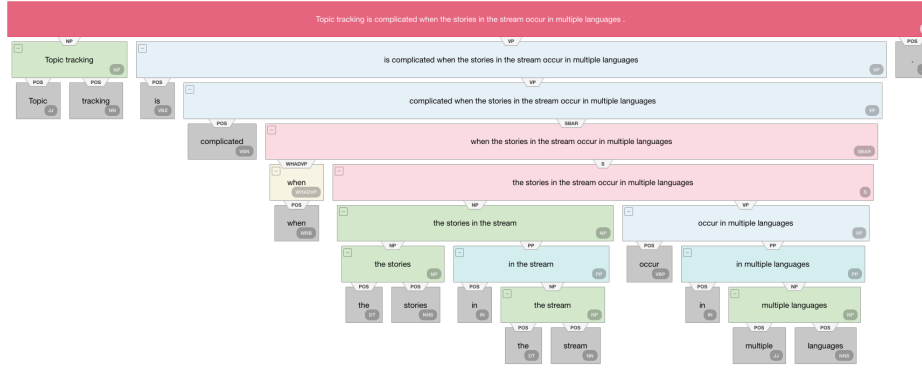 Topic tracking is complicated when the stories in the stream occur in multiple languages .
NP VP POS
Topic tracking NP is complicated when the stories in the stream occur in multiple languages VP .
POS POS POS VP
Topic JJ tracking NN is VBZ complicated when the stories in the stream occur in multiple languages VP
POS SBAR
complicated VBN when the stories in the stream occur in multiple languages SBAR
WHADVP S
when WHADVP the stories in the stream occur in multiple languages S
POS NP VP
when WRB the stories in the stream NP occur in multiple languages VP
NP PP POS PP
the stories NP in the stream PP occur VBP in multiple languages PP
POS POS POS NP POS NP
the DT stories NNS in IN the stream NP in IN multiple languages NP
POS POS POS POS
the DT stream NN multiple JJ languages NNS